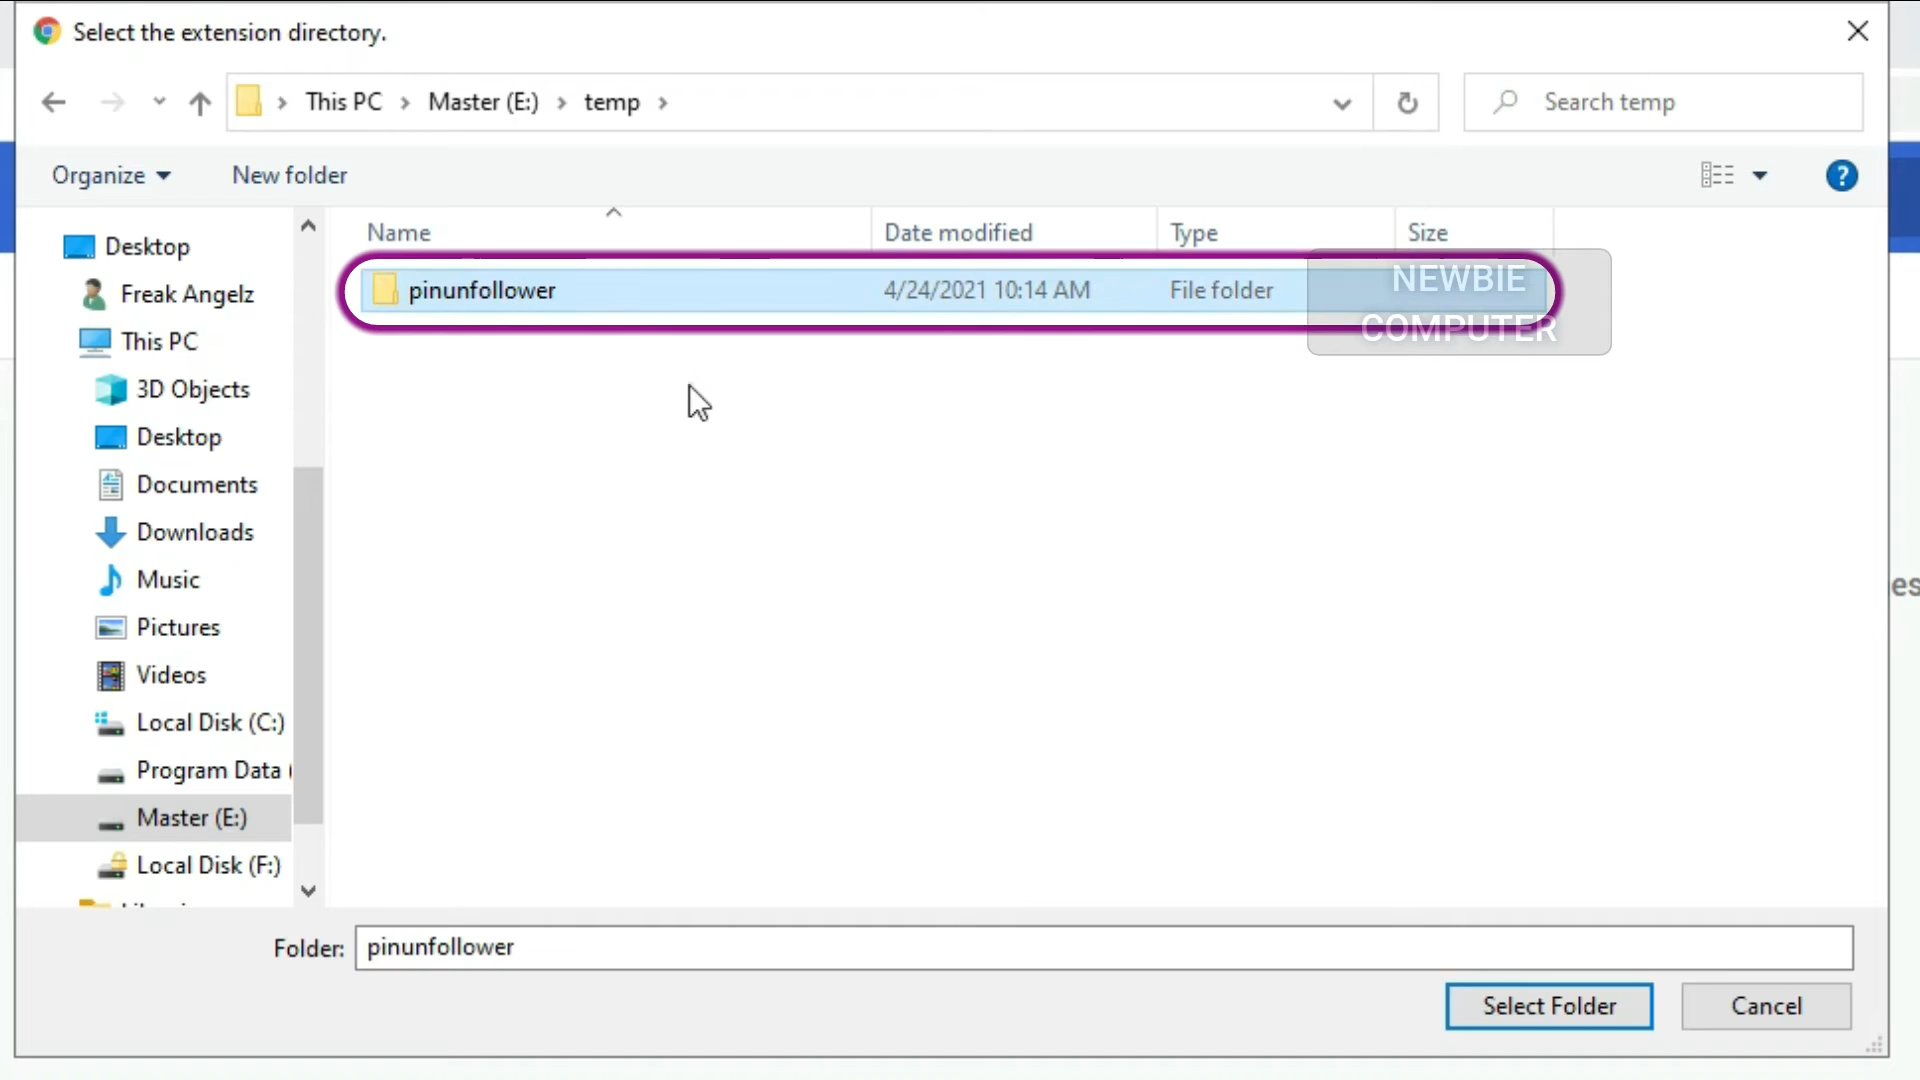 Select the extension directory.
This PC > Master (E:) > temp >
Search temp
Organize
New folder
?
Name
Date modified
Type
Size
pinunfollower
4/24/2021 10:14 AM
File folder
NEWBIE
COMPUTER
Desktop
Freak Angelz
This PC
3D Objects
Desktop
Documents
Downloads
Music
Pictures
Videos
Local Disk (C:)
Program Data (
Master (E:)
Local Disk (F:)
es
Folder: pinunfollower
Select Folder
Cancel